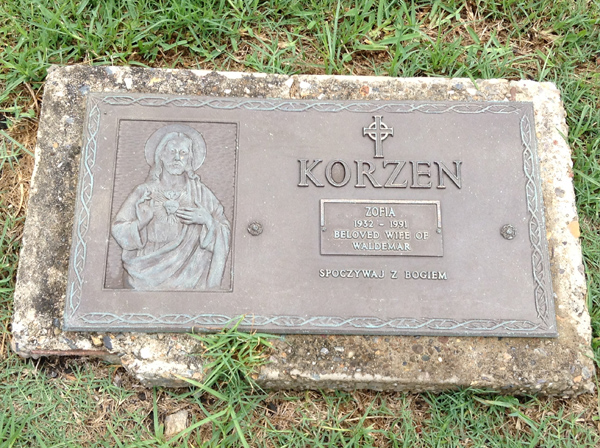 KORZEN
ZOFIA
1932 - 1991
BELOVED WIFE OF
WALDEMAR
SPOCZYWAJ Z BOGIEM